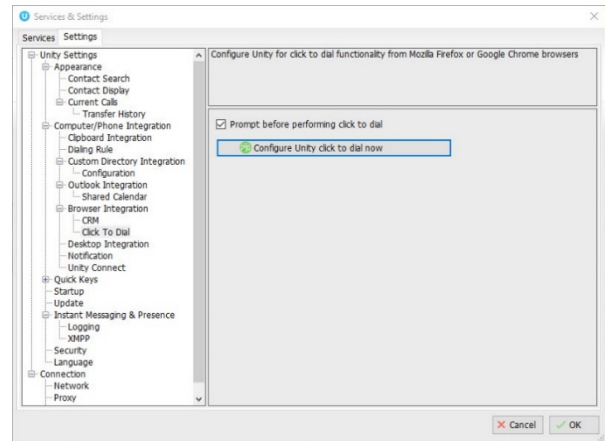 Services & Settings
Services Settings
Unity Settings
Appearance
Contact Search
Contact Display
Current Calls
Transfer History
Computer/Phone Integration
Clipboard Integration
Dialing Rule
Custom Directory Integration
Configuration
Outlook Integration
Shared Calendar
Browser Integration
CRM
Click To Dial
Desktop Integration
Notification
Unity Connect
Quick Keys
Startup
Update
Instant Messaging & Presence
Logging
XMPP
Security
Language
Connection
Network
Proxy
Configure Unity for click to dial functionality from Mozilla Firefox or Google Chrome browsers
Prompt before performing click to dial
Configure Unity click to dial now
Cancel OK